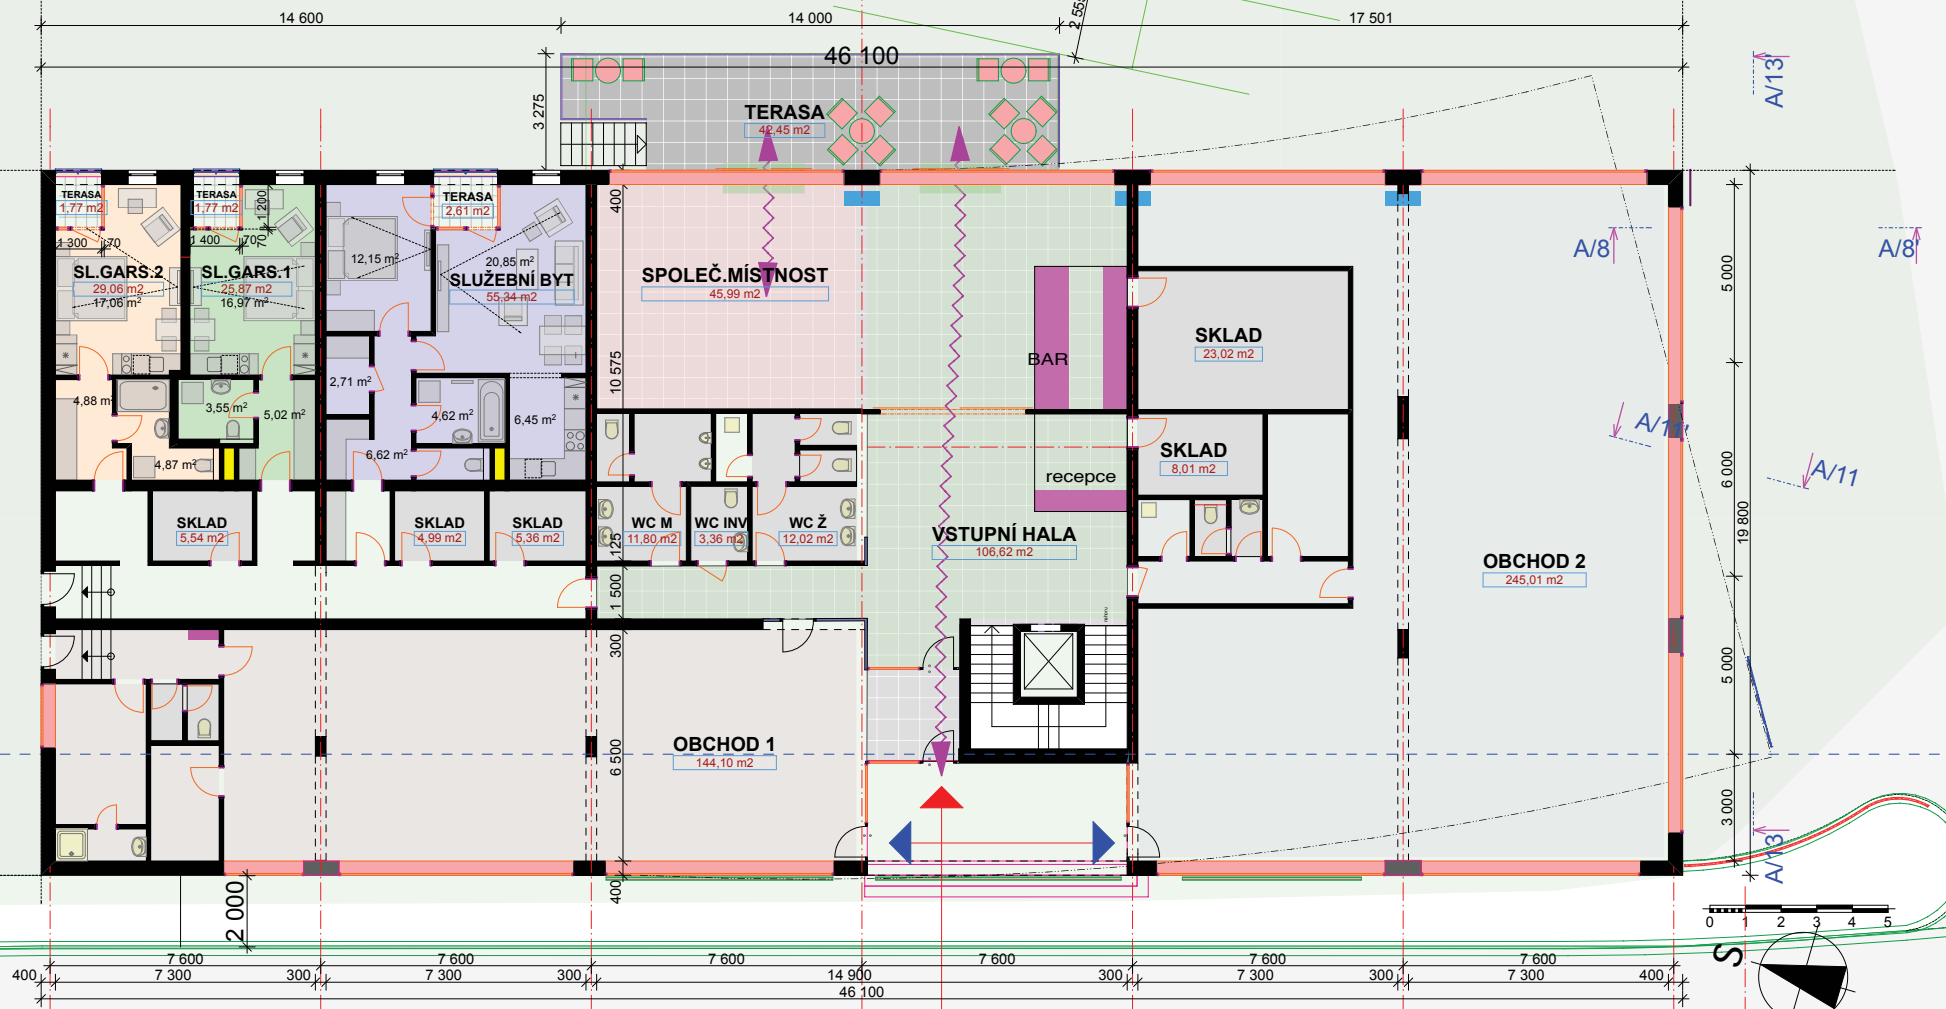 14 600
14 000
2 555
17 501
46 100
3 275
TERASA
42,45 m2
A/13'
TERASA
1,77 m2
TERASA
1,77 m2
1 200
TERASA
2,61 m2
400
1 300
70
1 400
70
70
12,15 m²
20,85 m²
A/8
A/8'
SL.GARS.2
29,06 m2
17,06 m²
SL.GARS.1
25,87 m2
16,97 m²
SLUŽEBNÍ BYT
55,34 m2
SPOLEČ.MÍSTNOST
45,99 m2
5 000
SKLAD
23,02 m2
BAR
10 575
2,71 m²
4,88 m²
3,55 m²
5,02 m²
4,62 m²
6,45 m²
A/11'
6,62 m²
4,87 m²
SKLAD
8,01 m2
recepce
6 000
A/11
SKLAD
5,54 m2
SKLAD
4,99 m2
SKLAD
5,36 m2
WC M
11,80 m2
WC INV
3,36 m2
WC Ž
12,02 m2
VSTUPNÍ HALA
106,62 m2
19 800
125
OBCHOD 2
245,01 m2
1 500
300
5 000
OBCHOD 1
144,10 m2
6 500
3 000
A/13
400
2 000
0 1 2 3 4 5
S
7 600
7 600
7 600
7 600
7 600
7 600
400
7 300
300
7 300
300
14 900
300
7 300
300
7 300
400
46 100